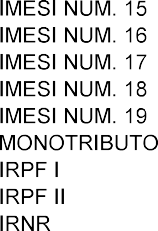 IMESI NUM. 15
IMESI NUM. 16
IMESI NUM. 17
IMESI NUM. 18
IMESI NUM. 19
MONOTRIBUTO
IRPF I
IRPF II
IRNR